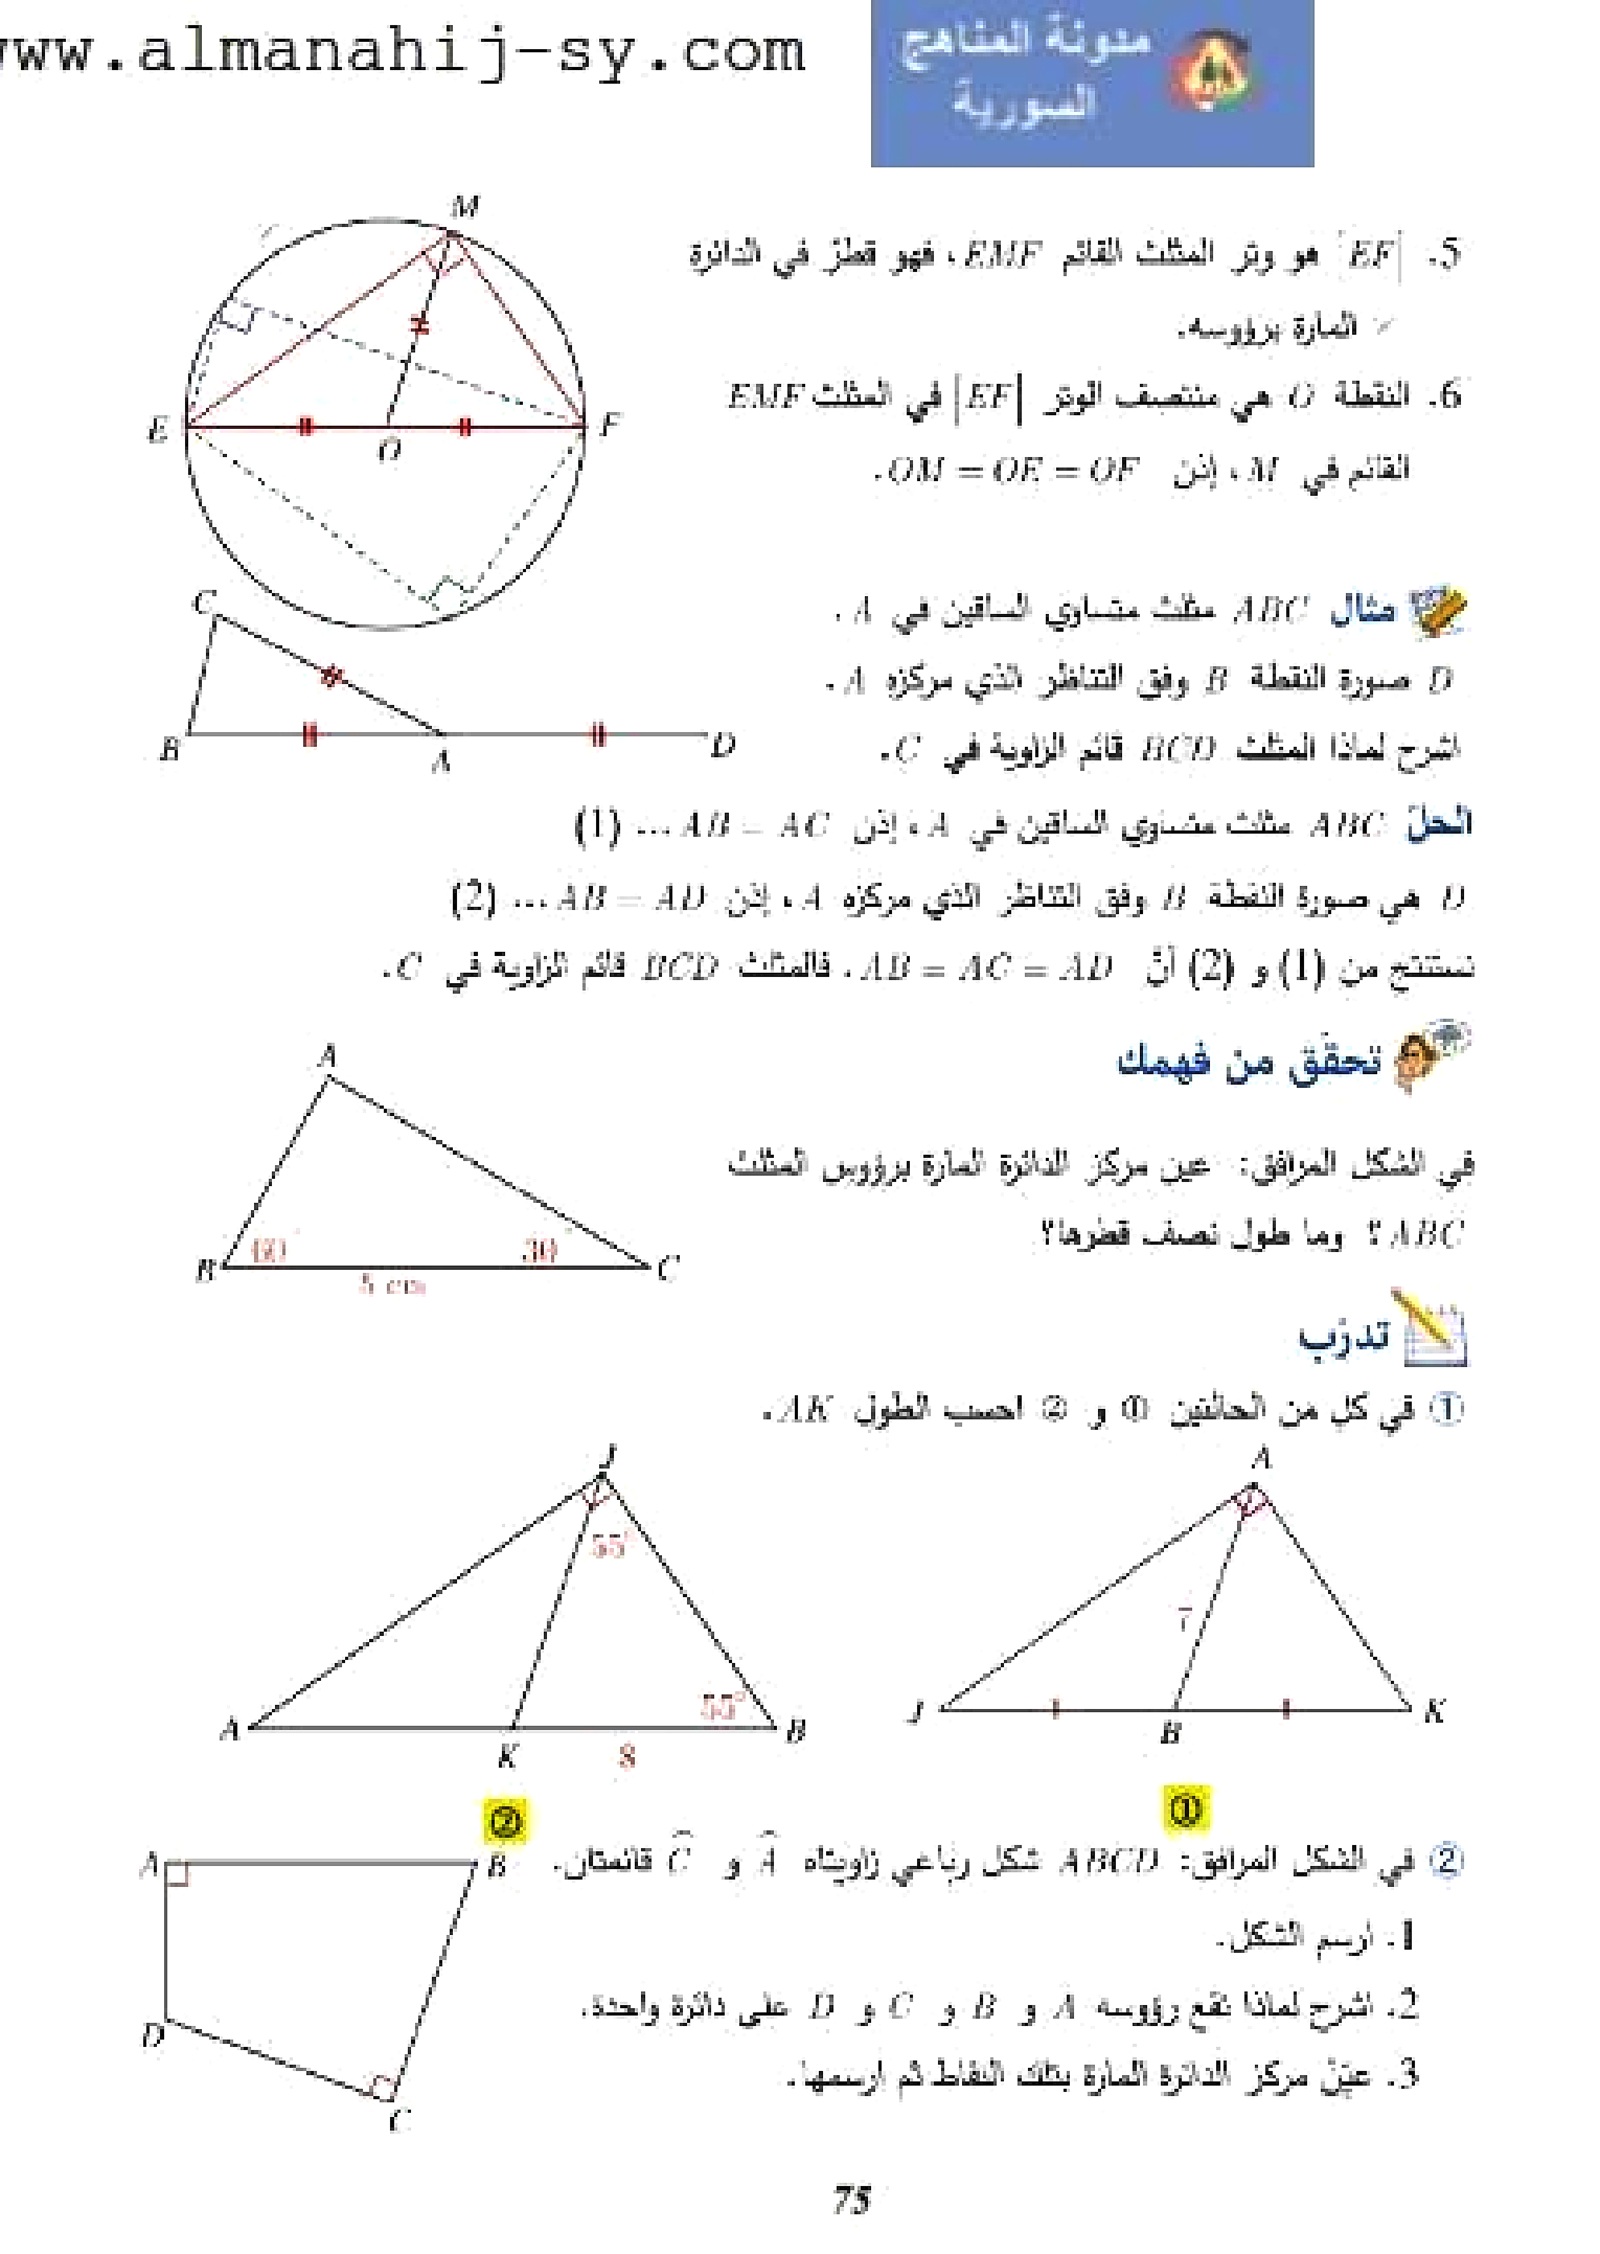 www.almanahij-sy.com
مدونة المناهج
السورية
5. [EF] هو وتر المثلث القائم EMF، فهو قطرٌ في الدائرة
المارة برؤوسه.
6. النقطة O هي منتصف الوتر [EF] في المثلث EMF
القائم في M، إذن OM = OE = OF.
M
E
O
F
مثال ABC مثلث متساوي الساقين في A.
D صورة النقطة B وفق التناظر الذي مركزه A.
اشرح لماذا المثلث BCD قائم الزاوية في C.
C
B
A
D
الحلّ ABC مثلث متساوي الساقين في A، إذن AB = AC ... (1)
D هي صورة النقطة B وفق التناظر الذي مركزه A، إذن AB = AD ... (2)
نستنتج من (1) و (2) أنّ AB = AC = AD، فالمثلث BCD قائم الزاوية في C.
تحقّق من فهمك
في الشكل المرافق: عين مركز الدائرة المارة برؤوس المثلث
ABC؟ وما طول نصف قطرها؟
A
B
60°
30°
C
5 cm
تدرّب
① في كل من الحالتين ① و ② احسب الطول AK.
A
7
J
B
K
①
J
55°
55°
A
K
8
B
②
② في الشكل المرافق: ABCD شكل رباعي زاويتاه Â و Ĉ قائمتان.
1. ارسم الشكل.
2. اشرح لماذا تقع رؤوسه A و B و C و D على دائرة واحدة.
3. عيّن مركز الدائرة المارة بتلك النقاط ثم ارسمها.
A
B
D
C
75